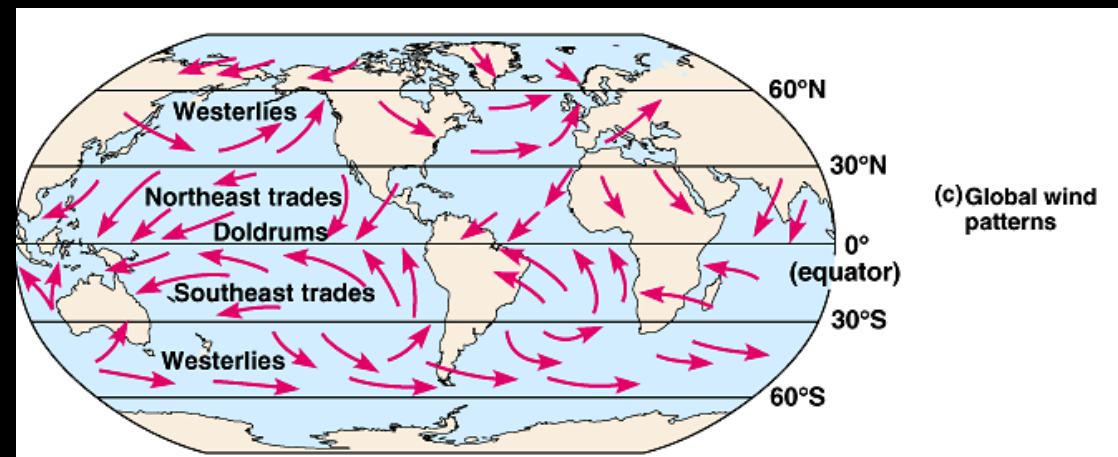 60°N
Westerlies
30°N
Northeast trades
(c) Global wind
patterns
Doldrums
0°
(equator)
Southeast trades
30°S
Westerlies
60°S